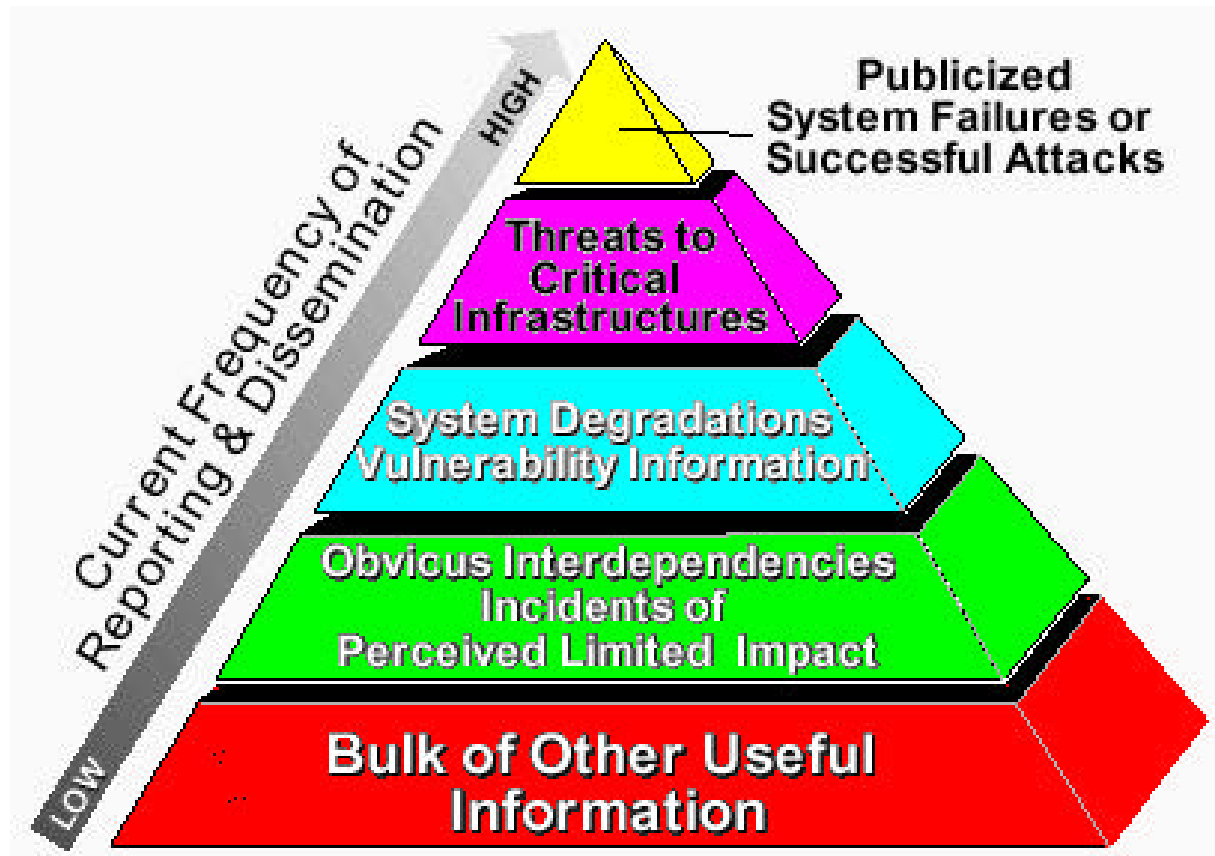 Publicized
System Failures or
Successful Attacks
HIGH
Current Frequency of
Reporting & Dissemination
Threats to
Critical
Infrastructures
System Degradations
Vulnerability Information
Obvious Interdependencies
Incidents of
Perceived Limited Impact
LOW
Bulk of Other Useful
Information